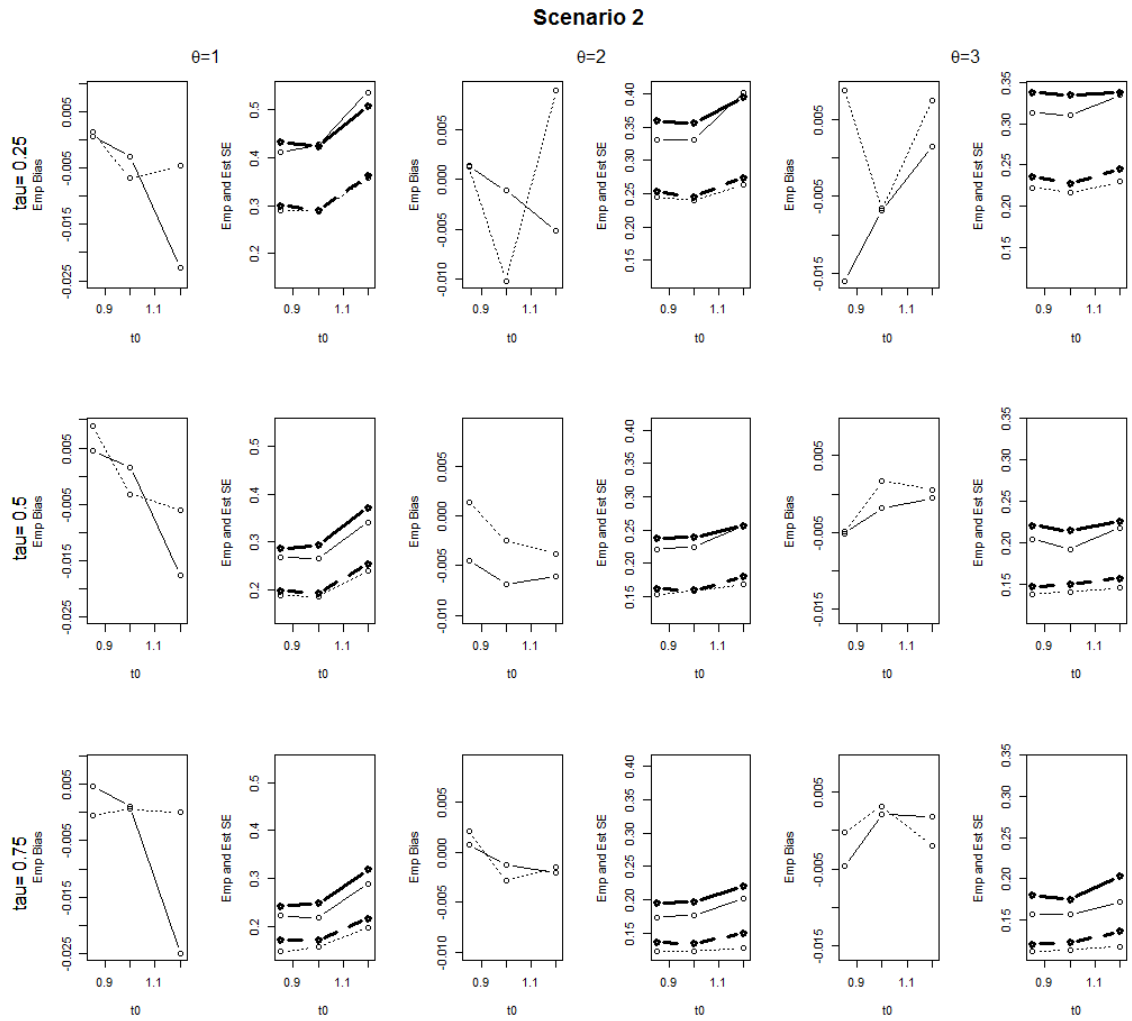 Scenario 2
θ=1
θ=2
θ=3
tau= 0.25
Emp Bias
-0.025 -0.015 -0.005 0.005
0.9 1.1
t0
Emp and Est SE
0.2 0.3 0.4 0.5
0.9 1.1
t0
Emp Bias
-0.010 -0.005 0.000 0.005
0.9 1.1
t0
Emp and Est SE
0.15 0.20 0.25 0.30 0.40
0.9 1.1
t0
Emp Bias
-0.015 -0.005 0.005
0.9 1.1
t0
Emp and Est SE
0.15 0.20 0.25 0.30 0.35
0.9 1.1
t0
tau= 0.5
Emp Bias
-0.025 -0.015 -0.005 0.005
0.9 1.1
t0
Emp and Est SE
0.2 0.3 0.4 0.5
0.9 1.1
t0
Emp Bias
-0.010 -0.005 0.000 0.005
0.9 1.1
t0
Emp and Est SE
0.15 0.20 0.25 0.30 0.40
0.9 1.1
t0
Emp Bias
-0.015 -0.005 0.005
0.9 1.1
t0
Emp and Est SE
0.15 0.20 0.25 0.30 0.35
0.9 1.1
t0
tau= 0.75
Emp Bias
-0.025 -0.015 -0.005 0.005
0.9 1.1
t0
Emp and Est SE
0.2 0.3 0.4 0.5
0.9 1.1
t0
Emp Bias
-0.010 -0.005 0.000 0.005
0.9 1.1
t0
Emp and Est SE
0.15 0.20 0.25 0.30 0.40
0.9 1.1
t0
Emp Bias
-0.015 -0.005 0.005
0.9 1.1
t0
Emp and Est SE
0.15 0.20 0.25 0.30 0.35
0.9 1.1
t0